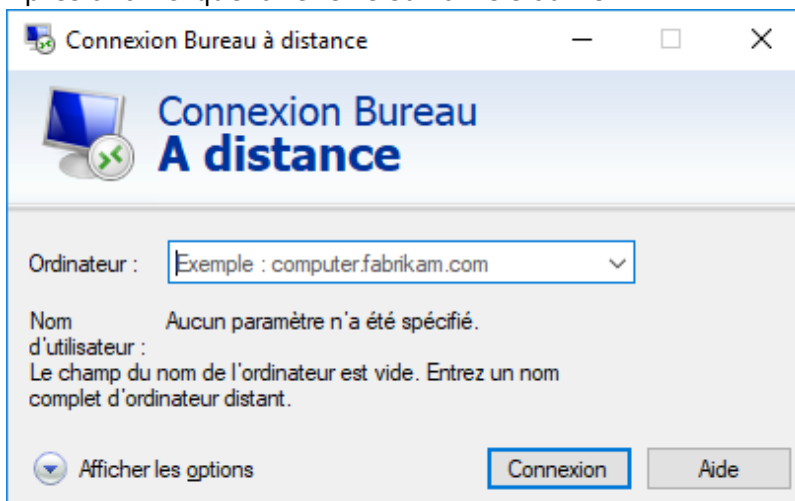 Connexion Bureau à distance
Connexion Bureau
A distance
Ordinateur :
Exemple : computer.fabrikam.com
Nom
d'utilisateur :
Aucun paramètre n'a été spécifié.
Le champ du nom de l'ordinateur est vide. Entrez un nom
complet d'ordinateur distant.
Afficher les options
Connexion
Aide